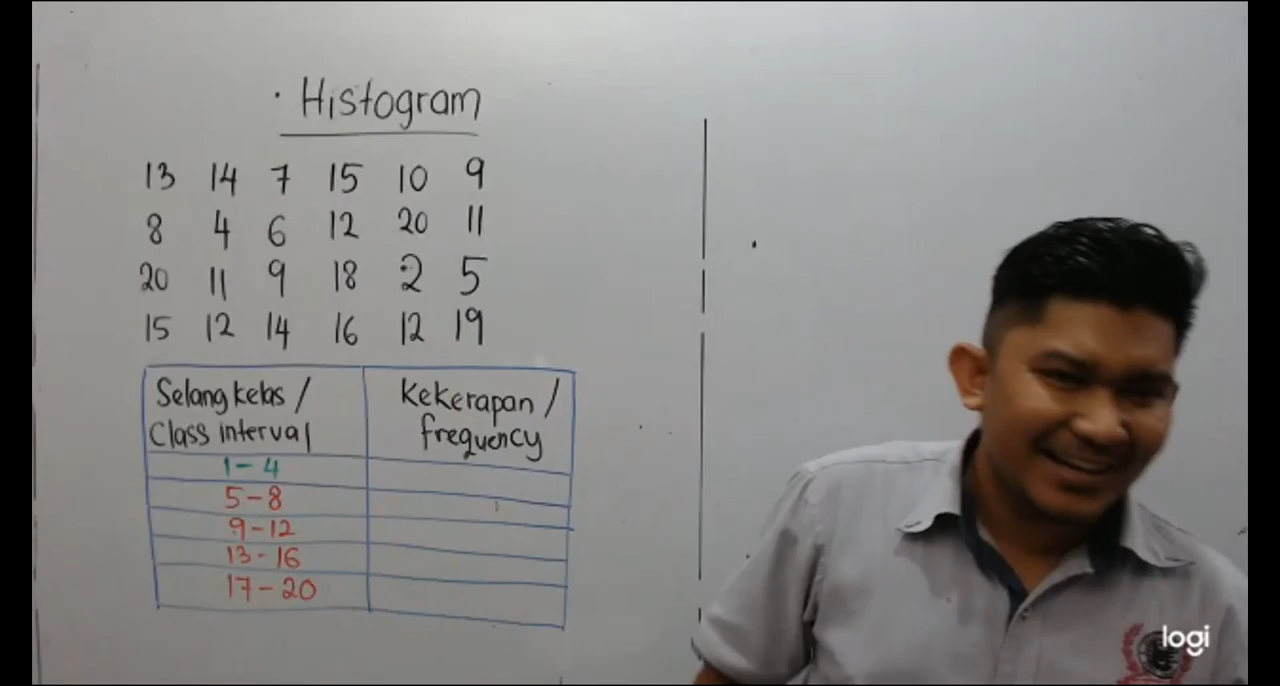 Histogram
13 14 7 15 10 9
8 4 6 12 20 11
20 11 9 18 2 5
15 12 14 16 12 19
Selang kelas /
Class interval
Kekerapan /
frequency
1 - 4
5 - 8
9 - 12
13 - 16
17 - 20
logi